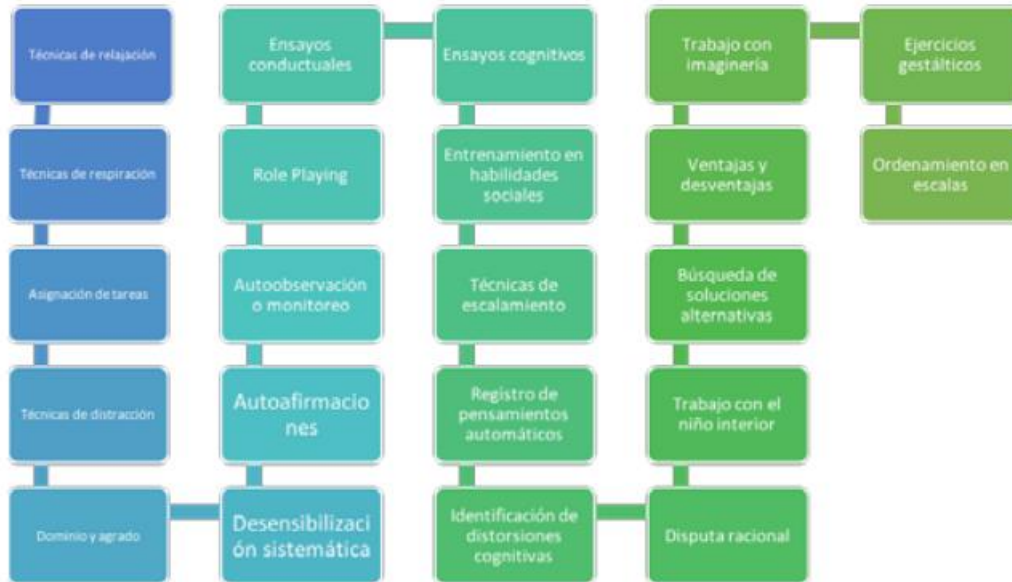 Técnicas de relajación
Técnicas de respiración
Asignación de tareas
Técnicas de distracción
Dominio y agrado
Desensibilizaci
ón sistemática
Autoafirmacio
nes
Autoobservación
o monitoreo
Role Playing
Ensayos
conductuales
Ensayos cognitivos
Entrenamiento en
habilidades
sociales
Técnicas de
escalamiento
Registro de
pensamientos
automáticos
Identificación de
distorsiones
cognitivas
Disputa racional
Trabajo con el
niño interior
Búsqueda de
soluciones
alternativas
Ventajas y
desventajas
Trabajo con
imaginería
Ejercicios
gestálticos
Ordenamiento en
escalas